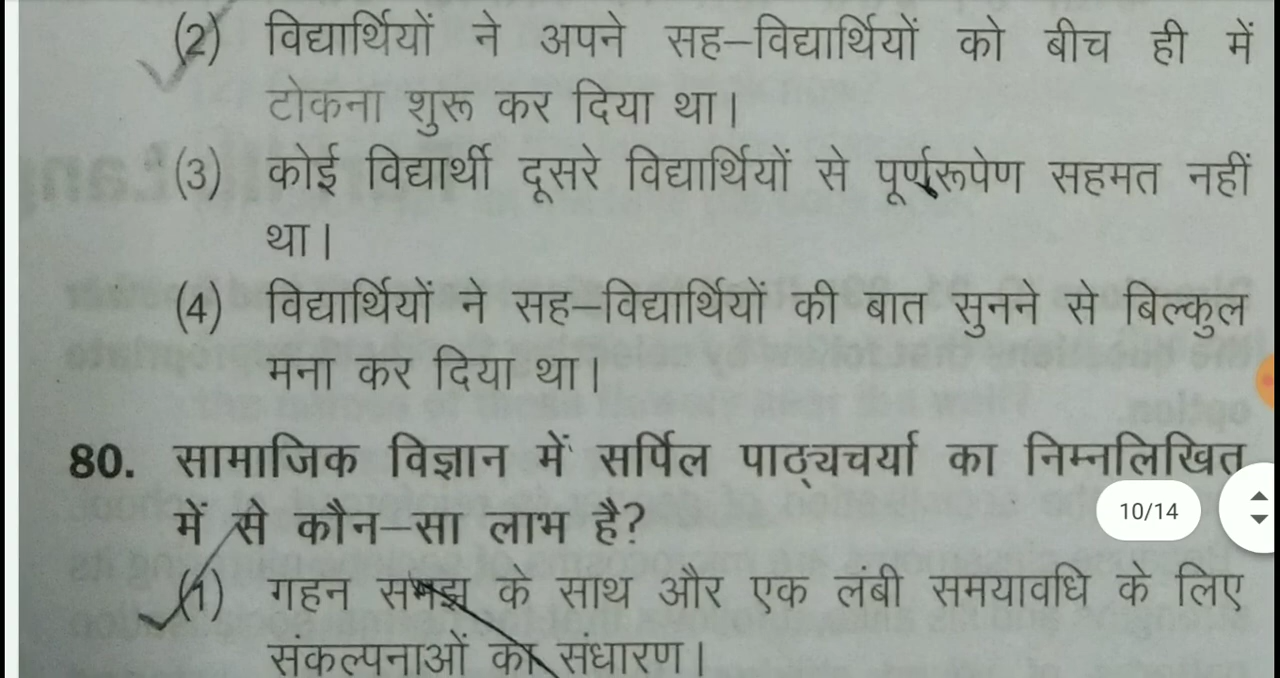 (2) विद्यार्थियों ने अपने सह–विद्यार्थियों को बीच ही में
टोकना शुरू कर दिया था।
(3) कोई विद्यार्थी दूसरे विद्यार्थियों से पूर्णरूपेण सहमत नहीं
था।
(4) विद्यार्थियों ने सह–विद्यार्थियों की बात सुनने से बिल्कुल
मना कर दिया था।
80. सामाजिक विज्ञान में सर्पिल पाठ्यचर्या का निम्नलिखित
में से कौन–सा लाभ है?
10/14
(1) गहन समझ के साथ और एक लंबी समयावधि के लिए
संकल्पनाओं का संधारण।